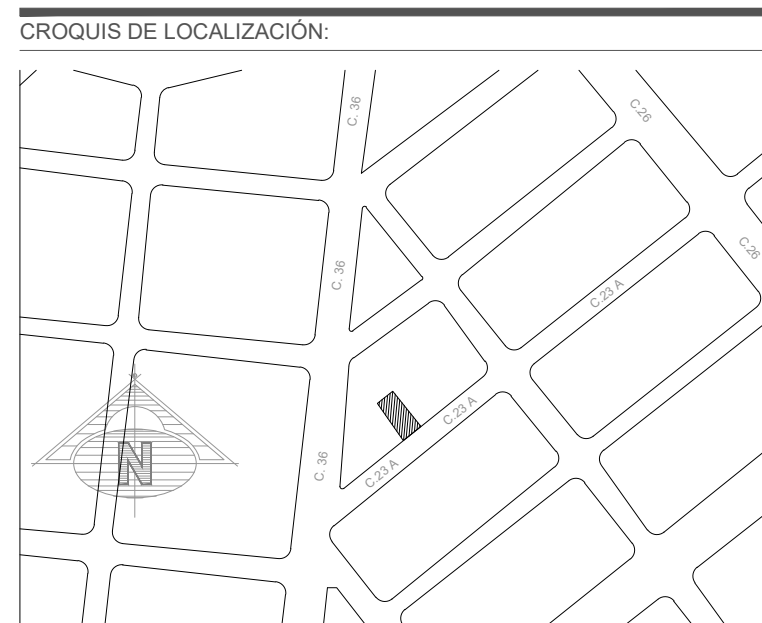 CROQUIS DE LOCALIZACIÓN:
C. 36
C.26
C.26
C. 36
C.23 A
C.23 A
C. 36
C.23 A
N